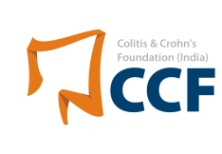 Colitis & Crohn's
Foundation (India)
CCF